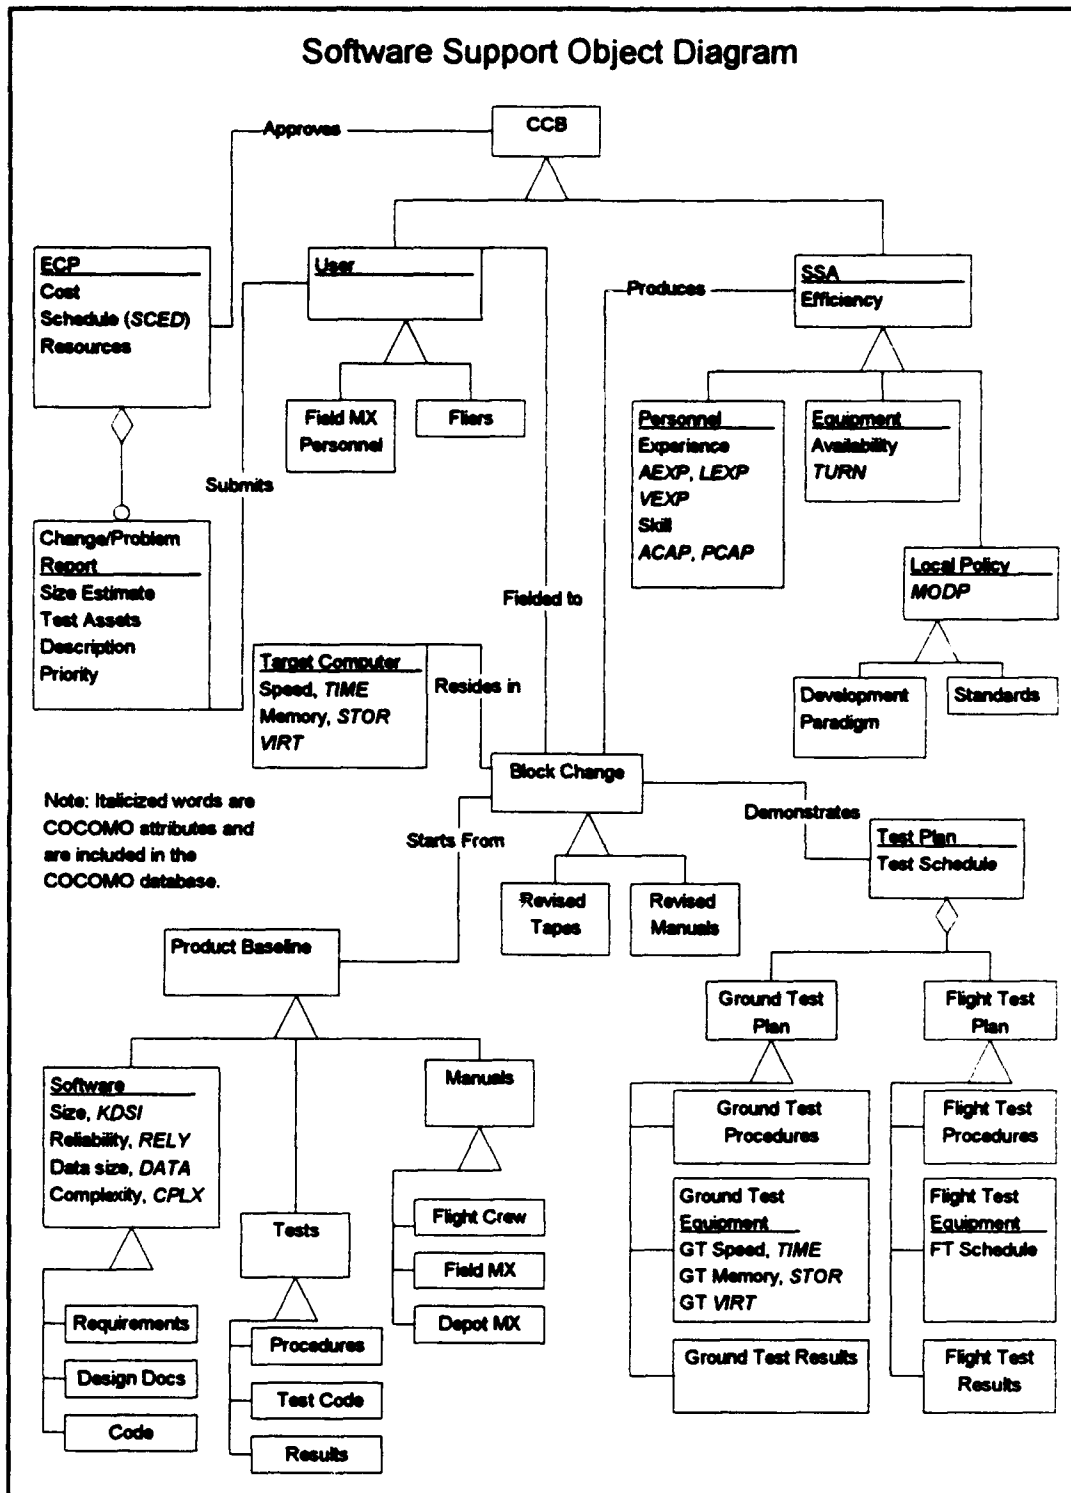 Software Support Object Diagram
CCB
Approves
ECP
Cost
Schedule (SCED)
Resources
User
SSA
Efficiency
Produces
Field MX
Personnel
Fliers
Personnel
Experience
AEXP, LEXP
VEXP
Skill
ACAP, PCAP
Equipment
Availability
TURN
Submits
Change/Problem
Report
Size Estimate
Test Assets
Description
Priority
Fielded to
Local Policy
MODP
Target Computer
Speed, TIME
Memory, STOR
VIRT
Resides in
Development
Paradigm
Standards
Block Change
Note: Italicized words are
COCOMO attributes and
are included in the
COCOMO database.
Starts From
Demonstrates
Test Plan
Test Schedule
Revised
Tapes
Revised
Manuals
Product Baseline
Ground Test
Plan
Flight Test
Plan
Software
Size, KDSI
Reliability, RELY
Data size, DATA
Complexity, CPLX
Manuals
Ground Test
Procedures
Flight Test
Procedures
Tests
Flight Crew
Field MX
Depot MX
Ground Test
Equipment
GT Speed, TIME
GT Memory, STOR
GT VIRT
Flight Test
Equipment
FT Schedule
Requirements
Design Docs
Code
Procedures
Test Code
Results
Ground Test Results
Flight Test
Results